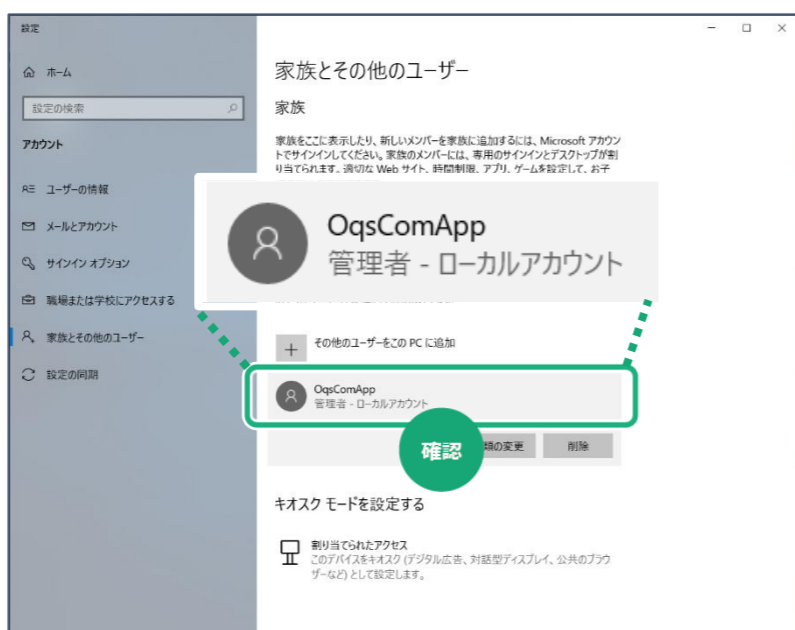 設定
ホーム
設定の検索
アカウント
ユーザーの情報
メールとアカウント
サインイン オプション
職場または学校にアクセスする
家族とその他のユーザー
設定の同期
家族とその他のユーザー
家族
家族をここに表示したり、新しいメンバーを家族に追加するには、Microsoft アカウン
トでサインインしてください。家族のメンバーには、専用のサインインとデスクトップが割
り当てられます。適切な Web サイト、時間制限、アプリ、ゲームを設定して、お子
OqsComApp
管理者 - ローカルアカウント
その他のユーザーをこの PC に追加
OqsComApp
管理者 - ローカルアカウント
確認
類の変更
削除
キオスク モードを設定する
割り当てられたアクセス
このデバイスをキオスク (デジタル広告、対話型ディスプレイ、公共のブラウ
ザーなど) として設定します。